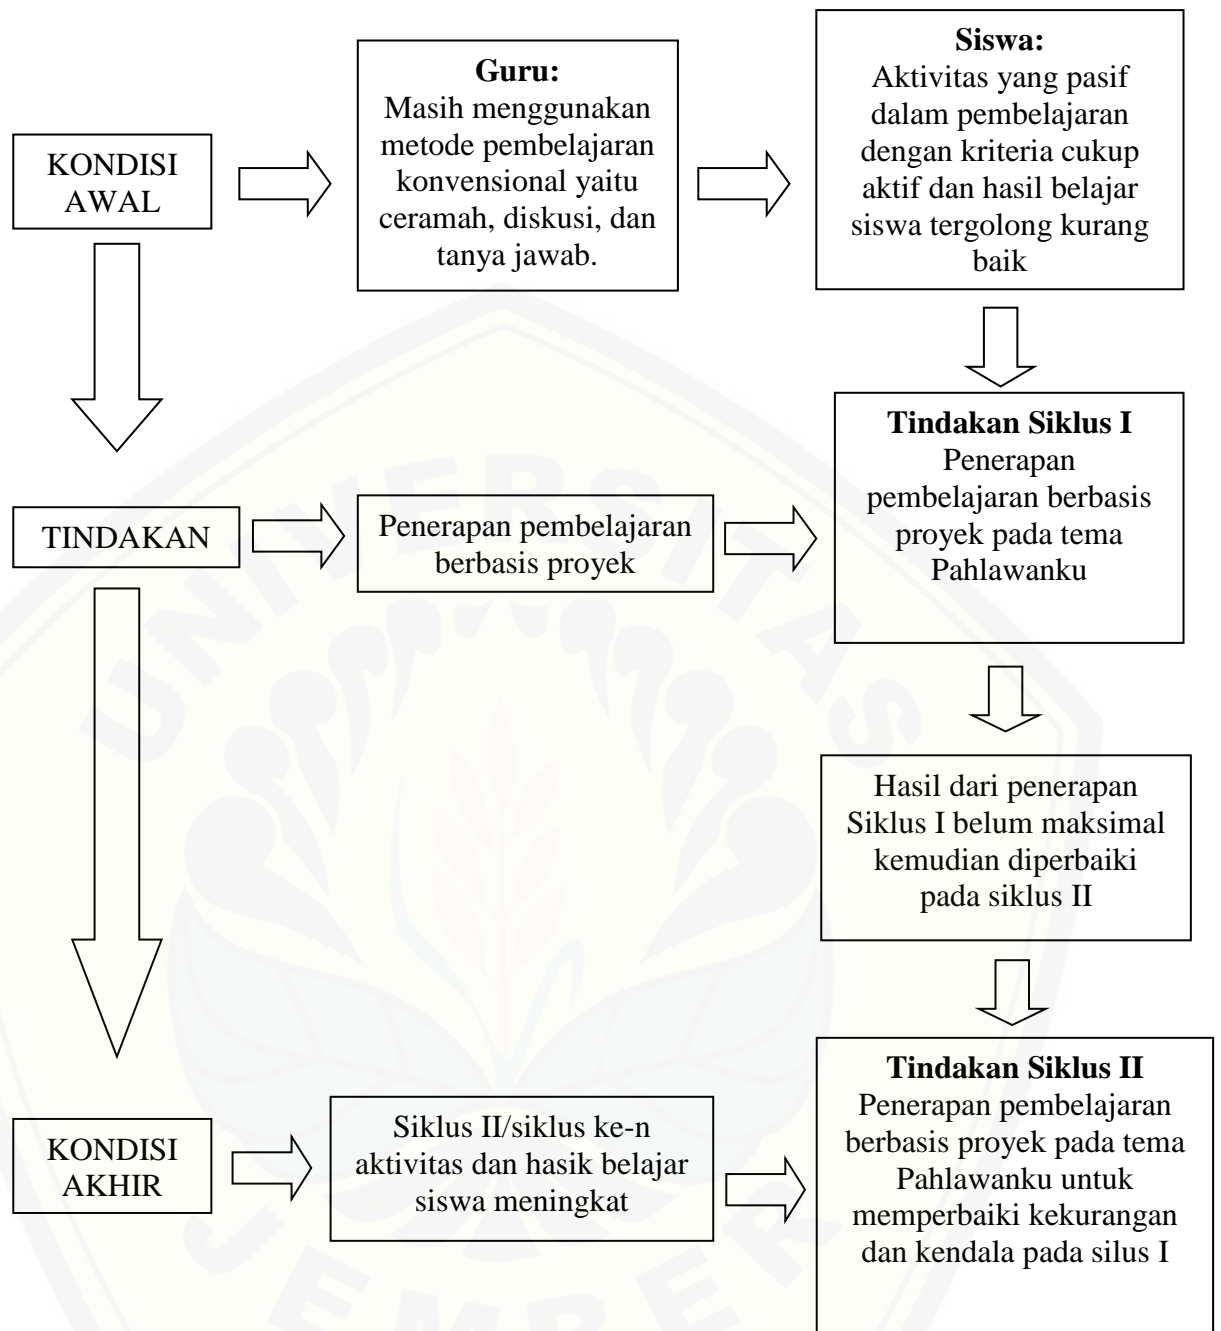 KONDISI
AWAL
Guru:
Masih menggunakan
metode pembelajaran
konvensional yaitu
ceramah, diskusi, dan
tanya jawab.
Siswa:
Aktivitas yang pasif
dalam pembelajaran
dengan kriteria cukup
aktif dan hasil belajar
siswa tergolong kurang
baik
TINDAKAN
Penerapan pembelajaran
berbasis proyek
Tindakan Siklus I
Penerapan
pembelajaran berbasis
proyek pada tema
Pahlawanku
Hasil dari penerapan
Siklus I belum maksimal
kemudian diperbaiki
pada siklus II
KONDISI
AKHIR
Siklus II/siklus ke-n
aktivitas dan hasik belajar
siswa meningkat
Tindakan Siklus II
Penerapan pembelajaran
berbasis proyek pada tema
Pahlawanku untuk
memperbaiki kekurangan
dan kendala pada silus I
UNIVERSITAS
JEMBER